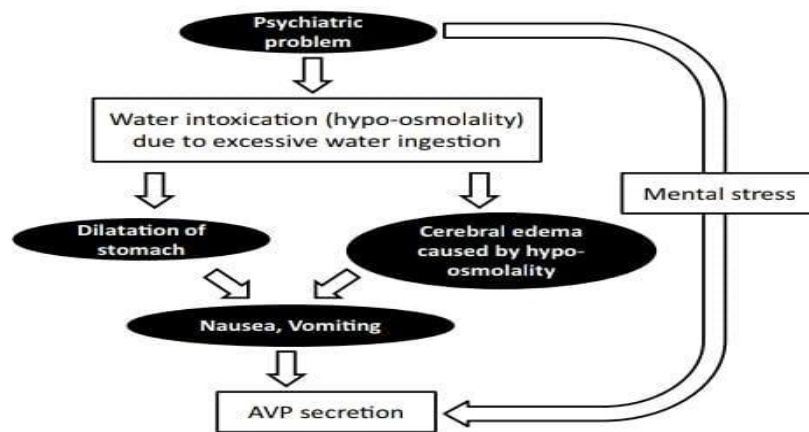 Psychiatric
problem
Water intoxication (hypo-osmolality)
due to excessive water ingestion
Mental stress
Dilatation of
stomach
Cerebral edema
caused by hypo-
osmolality
Nausea, Vomiting
AVP secretion